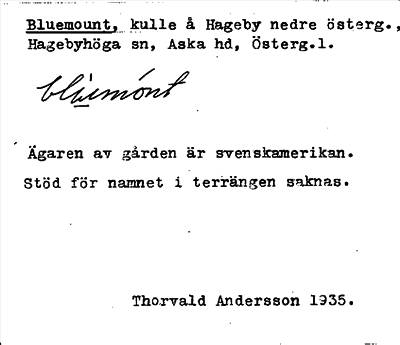 Bluemount, kulle å Hageby nedre österg.,
Hagebyhöga sn, Aska hd, Österg.l.
blùemónt
Ägaren av gården är svenskamerikan.
Stöd för namnet i terrängen saknas.
Thorvald Andersson 1935.